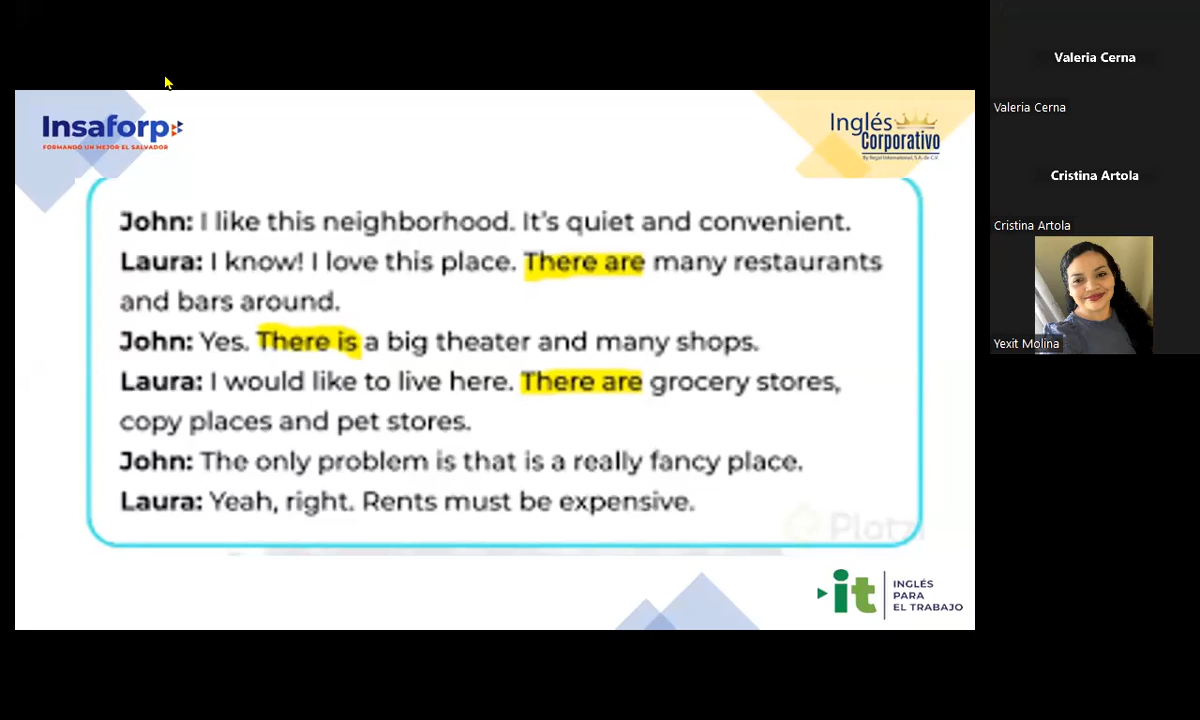 Insaforp
FORMANDO UN MEJOR EL SALVADOR
Inglés
Corporativo
By Regal International, S.A. de C.V.
John: I like this neighborhood. It's quiet and convenient.
Laura: I know! I love this place. There are many restaurants
and bars around.
John: Yes. There is a big theater and many shops.
Laura: I would like to live here. There are grocery stores,
copy places and pet stores.
John: The only problem is that is a really fancy place.
Laura: Yeah, right. Rents must be expensive.
Platzi
it
INGLÉS
PARA
EL TRABAJO
Valeria Cerna
Valeria Cerna
Cristina Artola
Cristina Artola
Yexit Molina